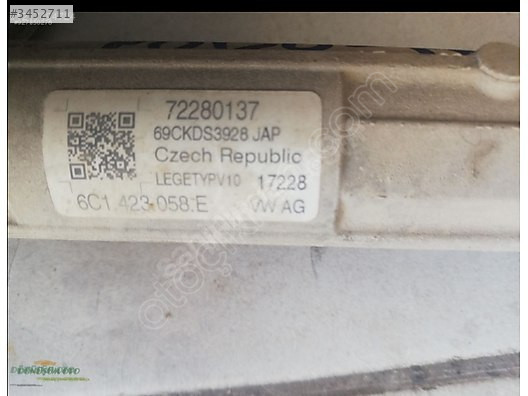 #3452711
72280137
69CKDS3928 JAP
Czech Republic
LEGETYPV10 17228
6C1 423 058 E VW AG